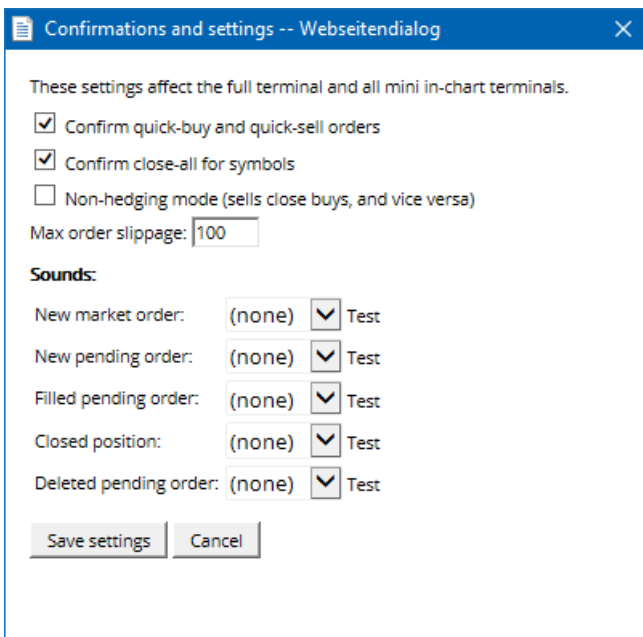 Confirmations and settings -- Webseitendialog
These settings affect the full terminal and all mini in-chart terminals.
Confirm quick-buy and quick-sell orders
Confirm close-all for symbols
Non-hedging mode (sells close buys, and vice versa)
Max order slippage: 100
Sounds:
New market order: (none) Test
New pending order: (none) Test
Filled pending order: (none) Test
Closed position: (none) Test
Deleted pending order: (none) Test
Save settings Cancel